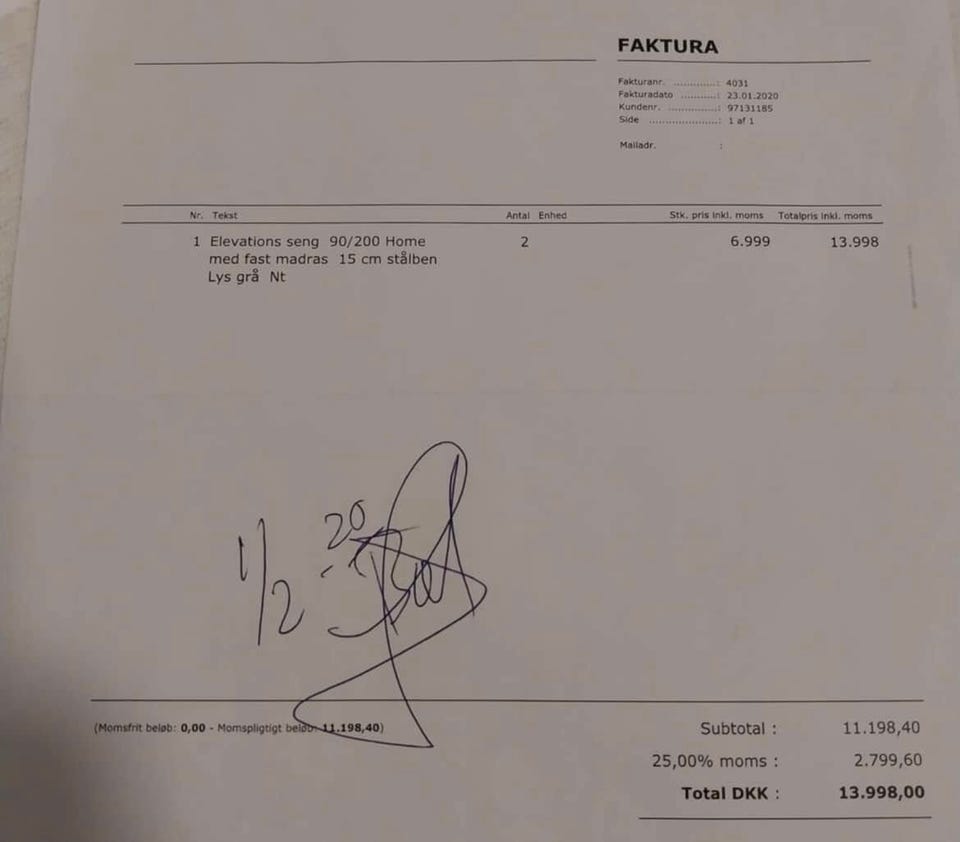 FAKTURA
Fakturanr. .............: 4031
Fakturadato ..........: 23.01.2020
Kundenr. ...............: 97131185
Side .....................: 1 af 1
Mailadr. :
Nr. Tekst Antal Enhed Stk. pris inkl. moms Totalpris inkl. moms
1 Elevations seng 90/200 Home 2 6.999 13.998
med fast madras 15 cm stålben
Lys grå Nt
1/2 - 20
(Momsfrit beløb: 0,00 - Momspligtigt beløb: 11.198,40) Subtotal : 11.198,40
25,00% moms : 2.799,60
Total DKK : 13.998,00